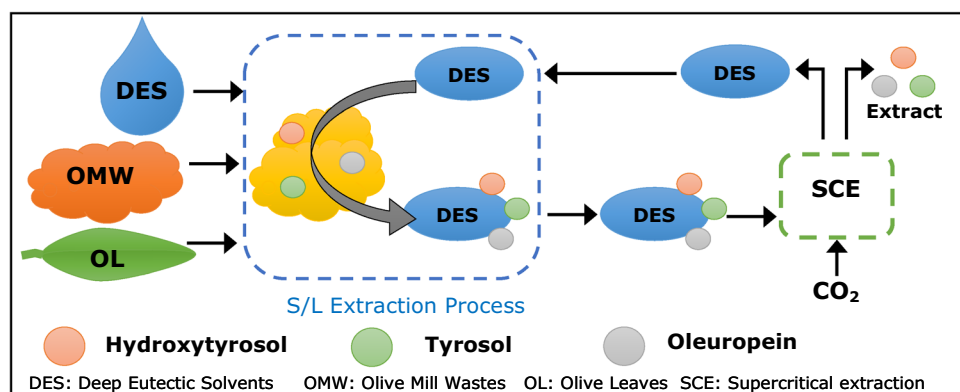 DES
OMW
OL
DES
DES
S/L Extraction Process
DES
DES
Extract
SCE
CO₂
Hydroxytyrosol
Tyrosol
Oleuropein
DES: Deep Eutectic Solvents OMW: Olive Mill Wastes OL: Olive Leaves SCE: Supercritical extraction